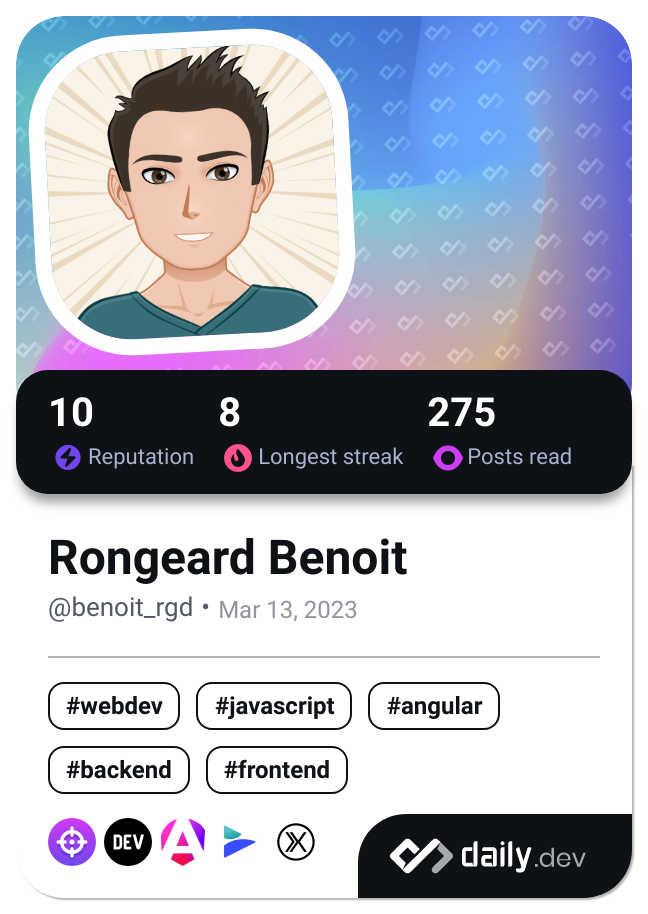 10 8 275
Reputation Longest streak Posts read
Rongeard Benoit
@benoit_rgd • Mar 13, 2023
#webdev #javascript #angular
#backend #frontend
DEV
daily.dev